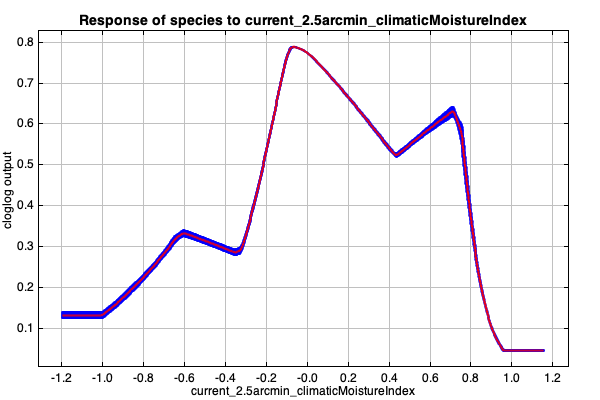 Response of species to current_2.5arcmin_climaticMoistureIndex
0.8
0.7
0.6
0.5
0.4
0.3
0.2
0.1
cloglog output
-1.2 -1.0 -0.8 -0.6 -0.4 -0.2 -0.0 0.2 0.4 0.6 0.8 1.0 1.2
current_2.5arcmin_climaticMoistureIndex